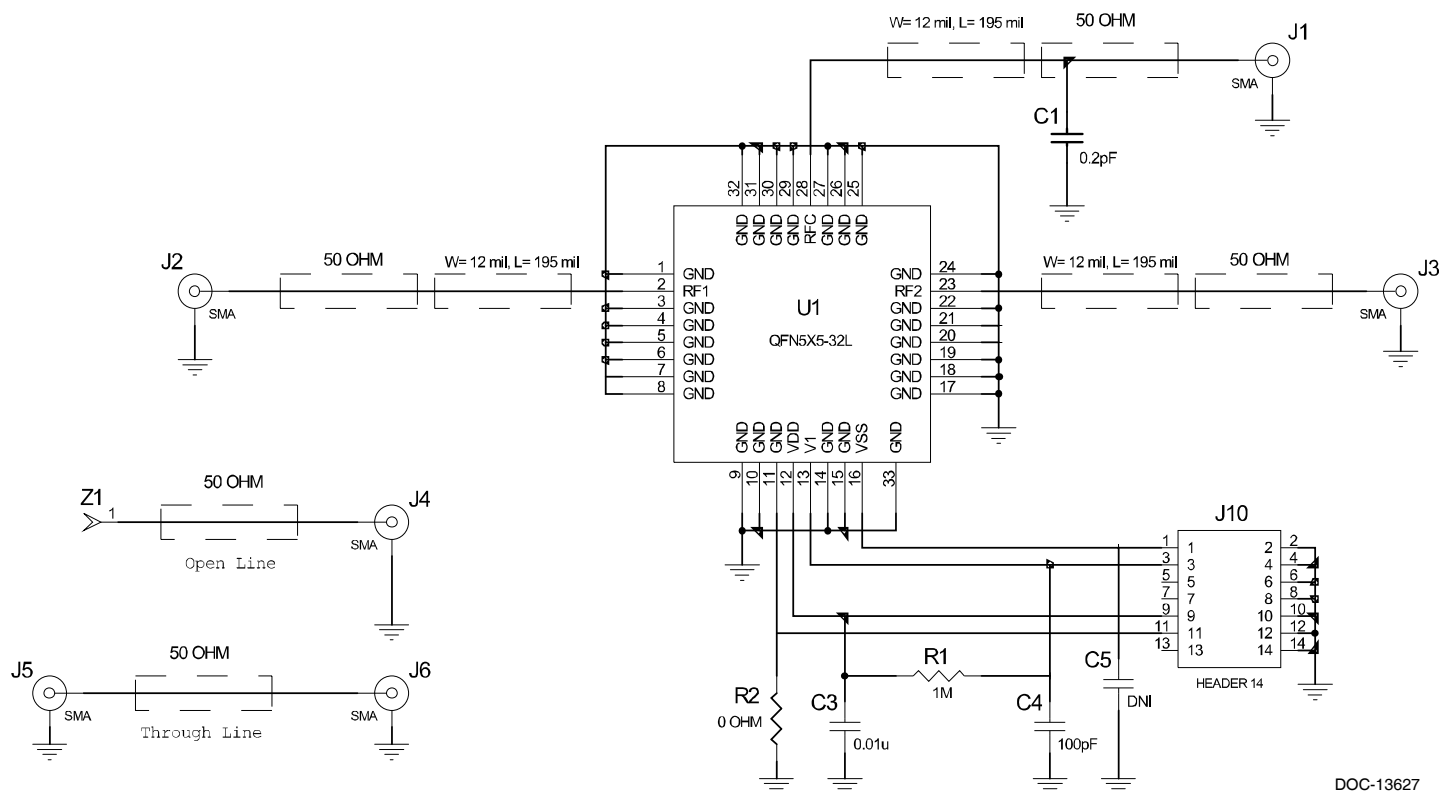 W= 12 mil, L= 195 mil
50 OHM
J1
SMA
C1
0.2pF
32
31
30
29
28
27
26
25
GND
GND
GND
GND
RFC
GND
GND
GND
J2
SMA
50 OHM
W= 12 mil, L= 195 mil
1 GND
2 RF1
3 GND
4 GND
5 GND
6 GND
7 GND
8 GND
U1
QFN5X5-32L
GND 24
RF2 23
GND 22
GND 21
GND 20
GND 19
GND 18
GND 17
W= 12 mil, L= 195 mil
50 OHM
J3
SMA
GND
GND
GND
VDD
V1
GND
GND
VSS
GND
9
10
11
12
13
14
15
16
33
Z1
1
50 OHM
J4
SMA
Open Line
J10
1 1 2 2
3 3 4 4
5 5 6 6
7 7 8 8
9 9 10 10
11 11 12 12
13 13 14 14
HEADER 14
J5
SMA
50 OHM
J6
SMA
Through Line
R2
0 OHM
C3
0.01u
R1
1M
C4
100pF
C5
DNI
DOC-13627